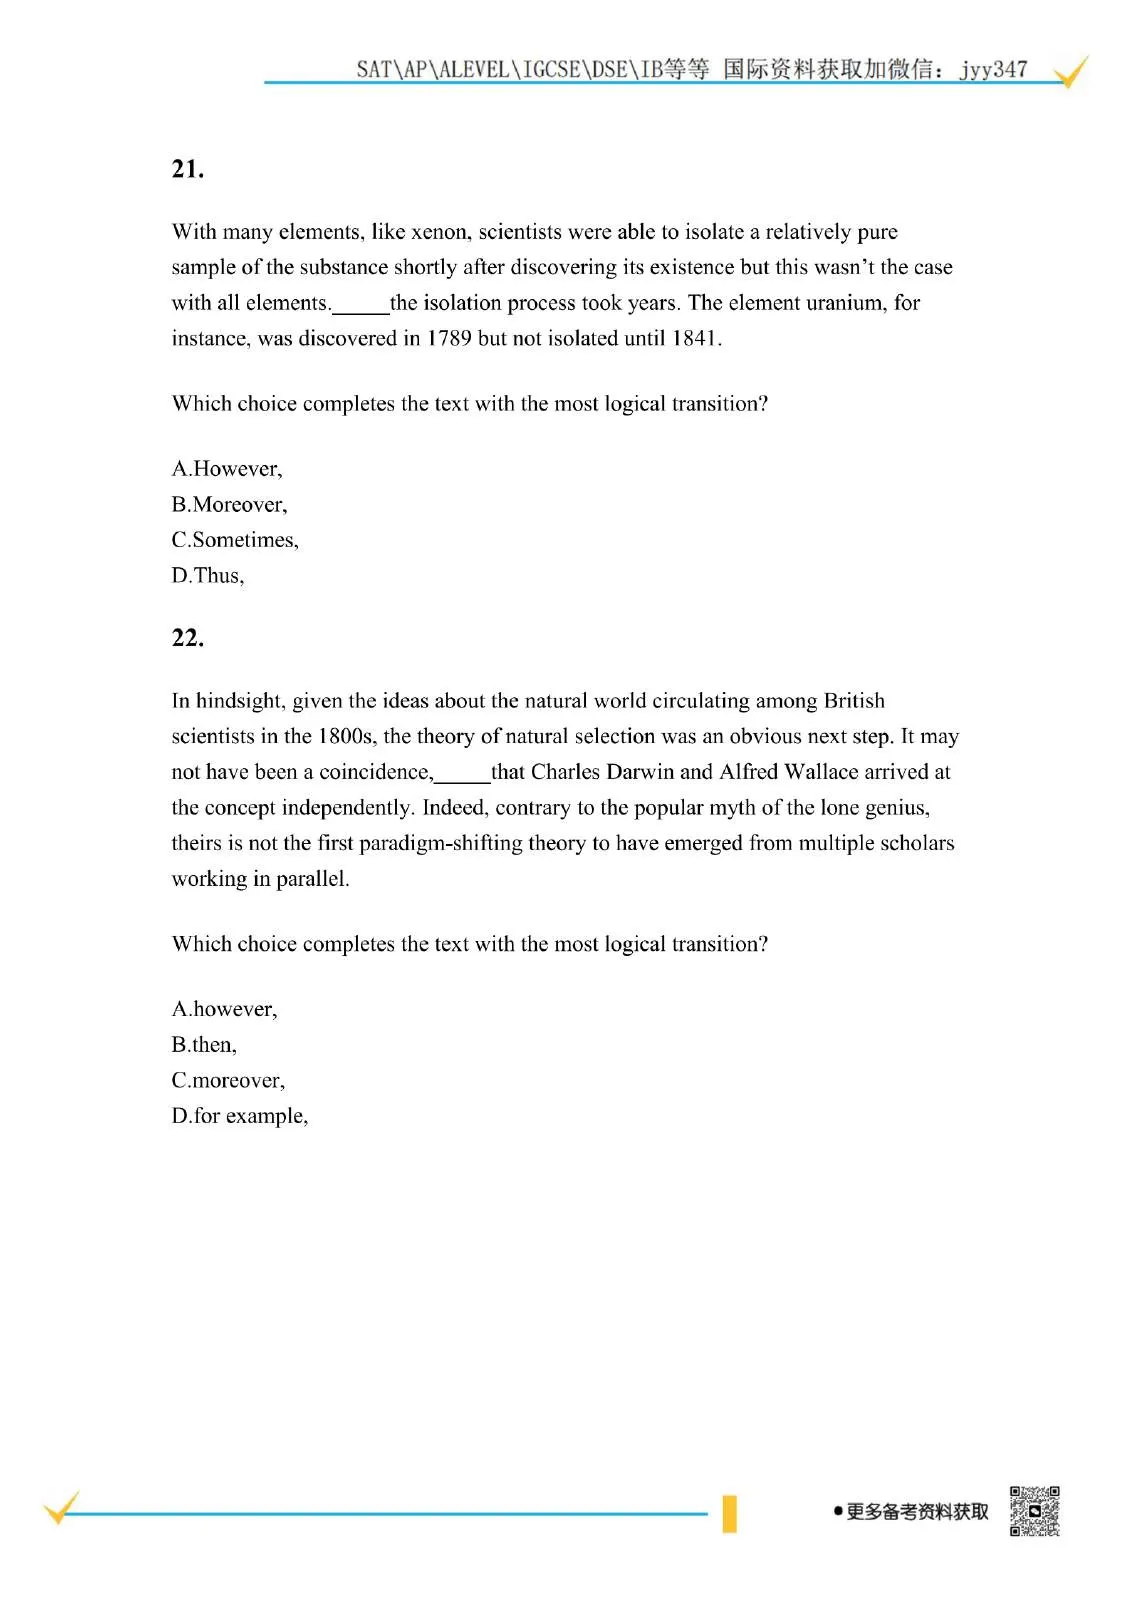 SAT\AP\ALEVEL\IGCSE\DSE\IB等等 国际资料获取加微信：jyy347
21.
With many elements, like xenon, scientists were able to isolate a relatively pure
sample of the substance shortly after discovering its existence but this wasn’t the case
with all elements._____the isolation process took years. The element uranium, for
instance, was discovered in 1789 but not isolated until 1841.
Which choice completes the text with the most logical transition?
A.However,
B.Moreover,
C.Sometimes,
D.Thus,
22.
In hindsight, given the ideas about the natural world circulating among British
scientists in the 1800s, the theory of natural selection was an obvious next step. It may
not have been a coincidence,_____that Charles Darwin and Alfred Wallace arrived at
the concept independently. Indeed, contrary to the popular myth of the lone genius,
theirs is not the first paradigm-shifting theory to have emerged from multiple scholars
working in parallel.
Which choice completes the text with the most logical transition?
A.however,
B.then,
C.moreover,
D.for example,
●更多备考资料获取